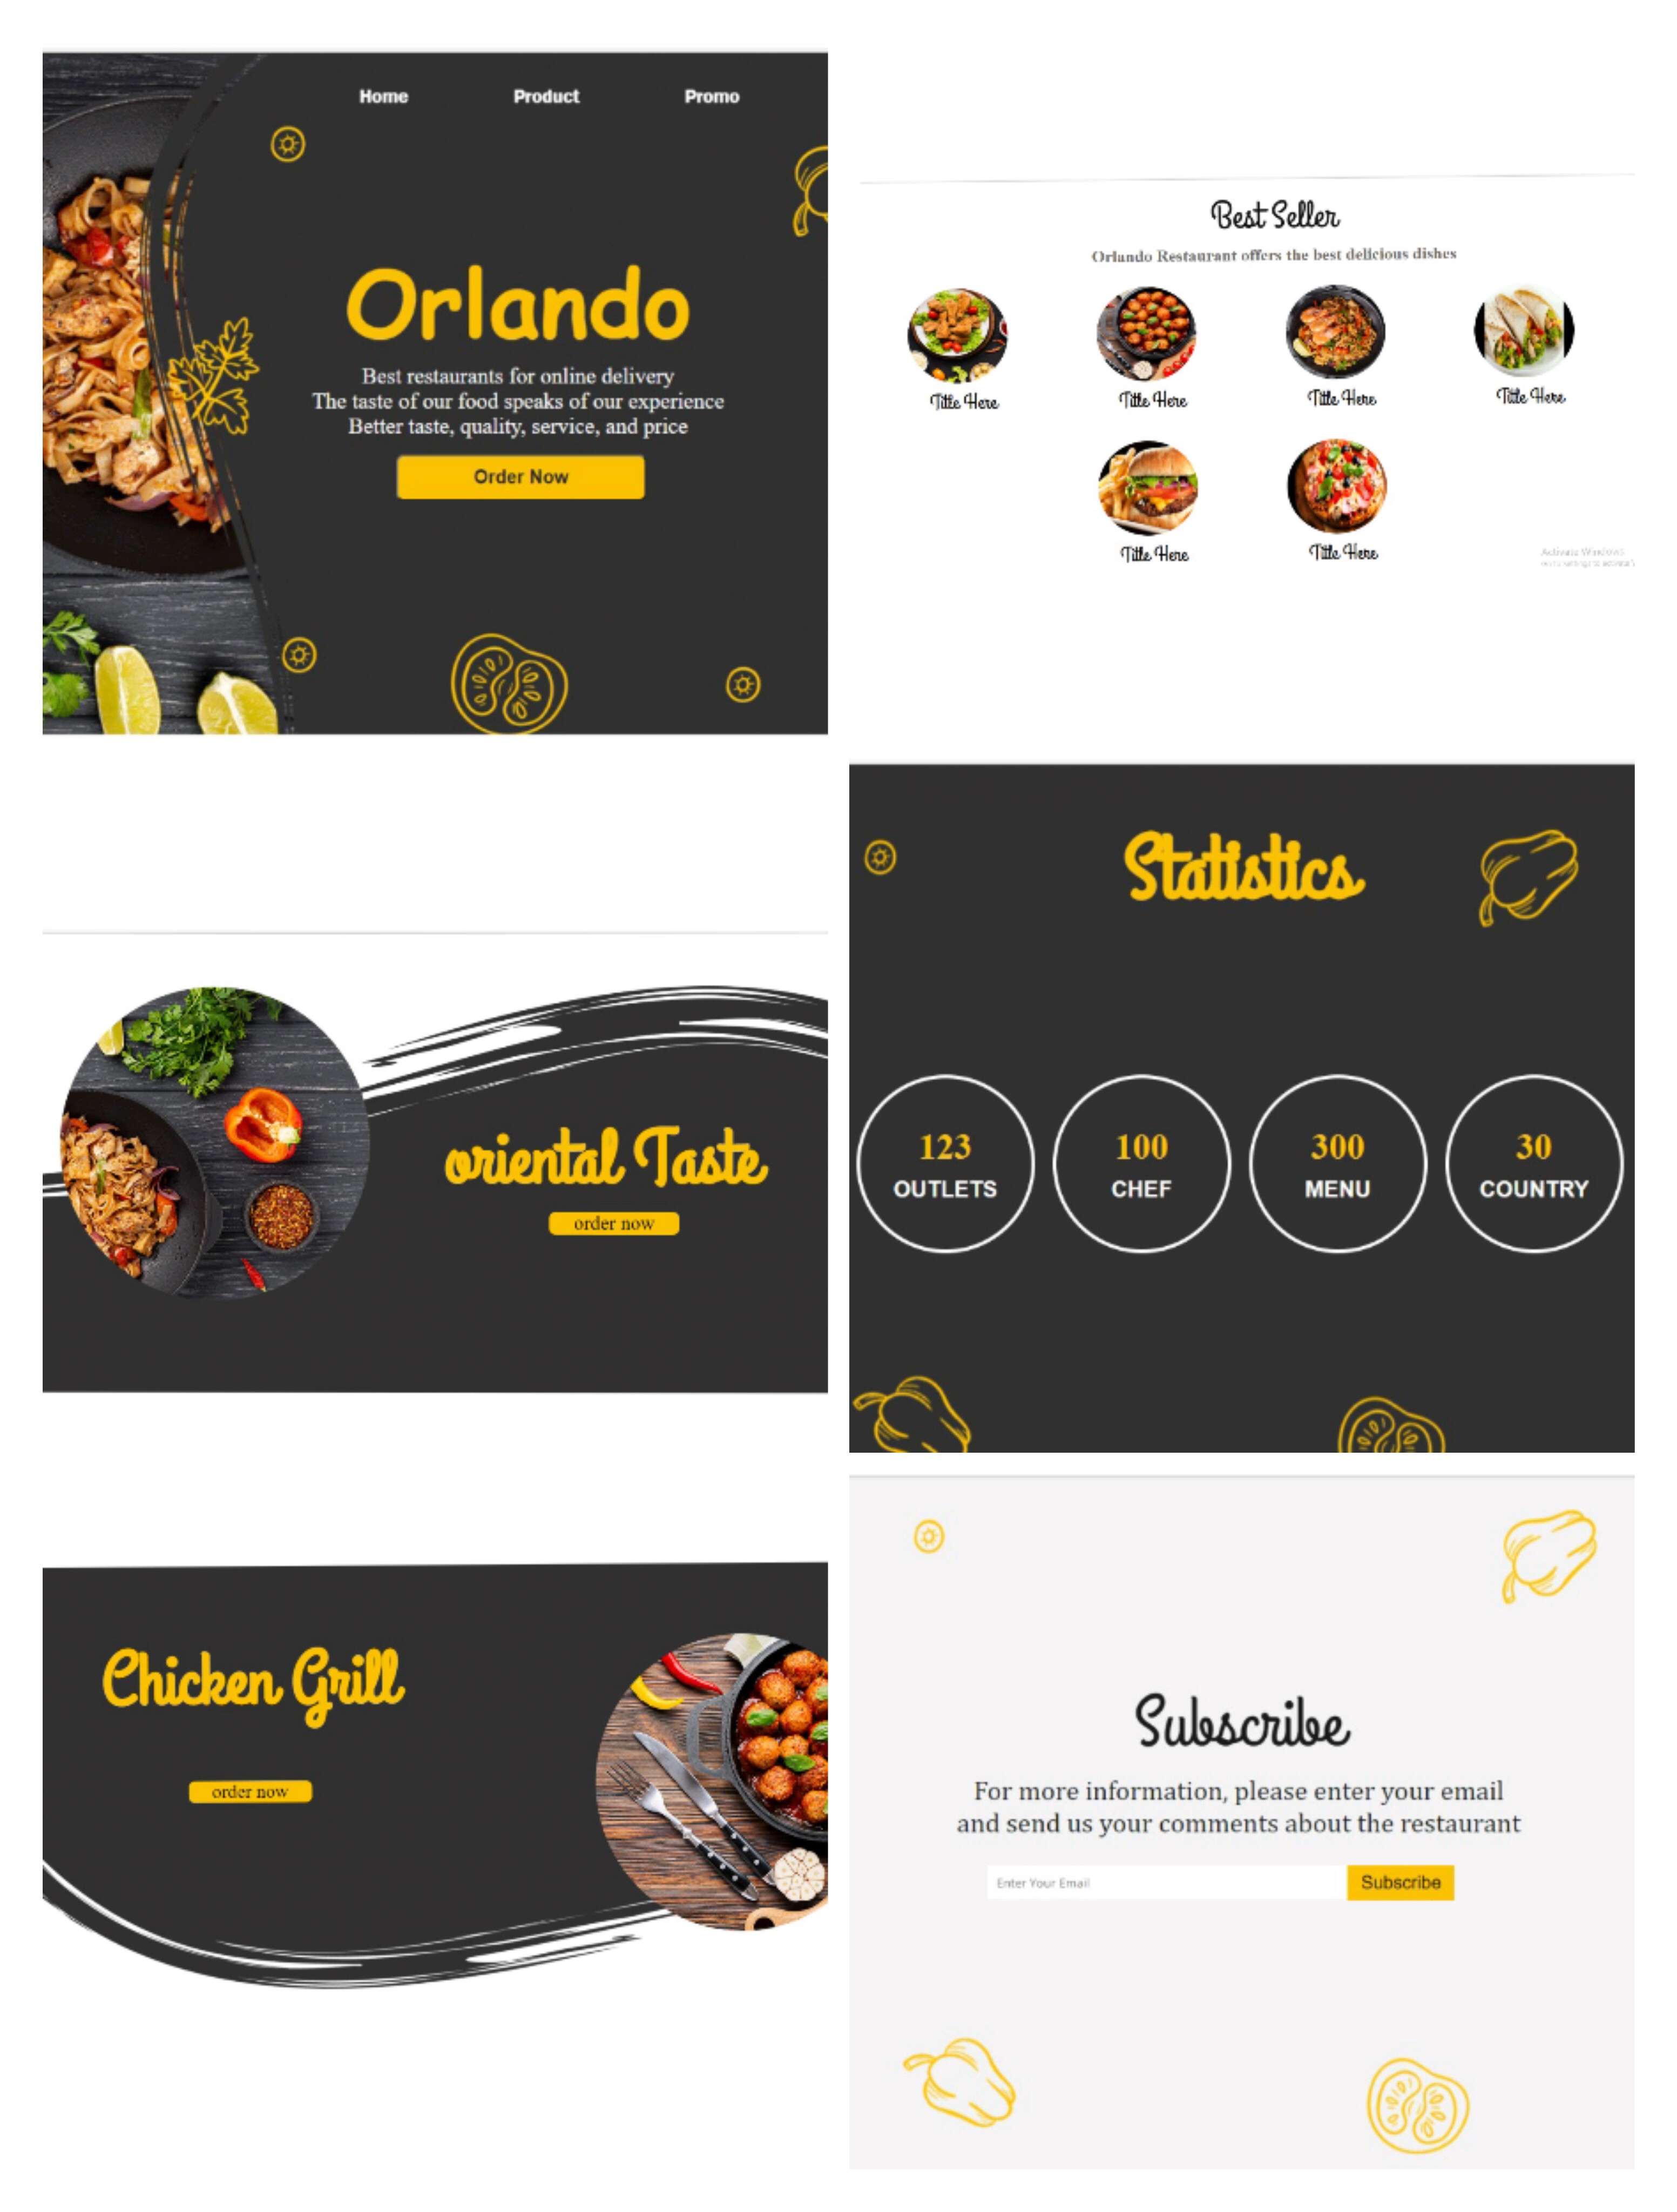 Home Product Promo
Orlando
Best restaurants for online delivery
The taste of our food speaks of our experience
Better taste, quality, service, and price
Order Now
Best Seller
Orlando Restaurant offers the best delicious dishes
Title Here Title Here Title Here Title Here
Title Here Title Here
Activate Windows
oriental Taste
order now
Statistics
123 100 300 30
OUTLETS CHEF MENU COUNTRY
Chicken Grill
order now
Subscribe
For more information, please enter your email
and send us your comments about the restaurant
Enter Your Email Subscribe